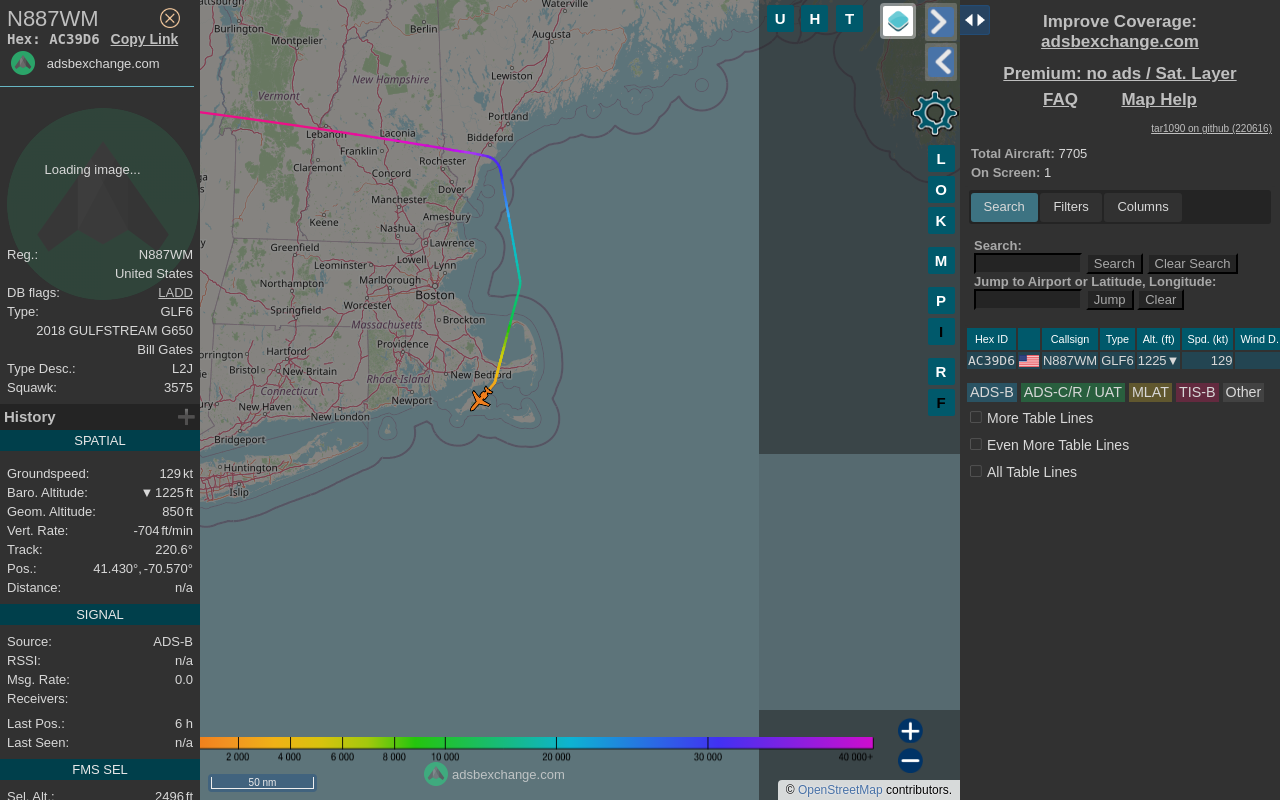 N887WM
Hex: AC39D6 Copy Link
adsbexchange.com
Loading image...
Reg.: N887WM
United States
DB flags: LADD
Type: GLF6
2018 GULFSTREAM G650
Bill Gates
Type Desc.: L2J
Squawk: 3575
History
SPATIAL
Groundspeed: 129 kt
Baro. Altitude: ▼ 1225 ft
Geom. Altitude: 850 ft
Vert. Rate: -704 ft/min
Track: 220.6°
Pos.: 41.430°, -70.570°
Distance: n/a
SIGNAL
Source: ADS-B
RSSI: n/a
Msg. Rate: 0.0
Receivers:
Last Pos.: 6 h
Last Seen: n/a
FMS SEL
Sel. Alt.: 2496 ft
Waterville
Burlington
Berlin
Montpelier
Augusta
Lewiston
New Hampshire
Vermont
Portland
Lebanon
Laconia
Biddeford
Franklin
Rochester
Claremont
Concord
Dover
Manchester
Amesbury
Keene
Nashua
Lawrence
Greenfield
Lowell
Leominster
Lynn
Northampton
Marlborough
Boston
Worcester
Springfield
Brockton
Massachusetts
Providence
Hartford
Bristol
New Britain
Rhode Island
New Bedford
Connecticut
Newport
New Haven
New London
Bridgeport
Huntington
Islip
2 000
4 000
6 000
8 000
10 000
20 000
30 000
40 000+
50 nm
adsbexchange.com
© OpenStreetMap contributors.
U H T
L
O
K
M
P
I
R
F
Improve Coverage:
adsbexchange.com
Premium: no ads / Sat. Layer
FAQ Map Help
tar1090 on github (220616)
Total Aircraft: 7705
On Screen: 1
Search Filters Columns
Search:
Search Clear Search
Jump to Airport or Latitude, Longitude:
Jump Clear
Hex ID Callsign Type Alt. (ft) Spd. (kt) Wind D.
AC39D6 N887WM GLF6 1225▼ 129
ADS-B ADS-C/R / UAT MLAT TIS-B Other
More Table Lines
Even More Table Lines
All Table Lines